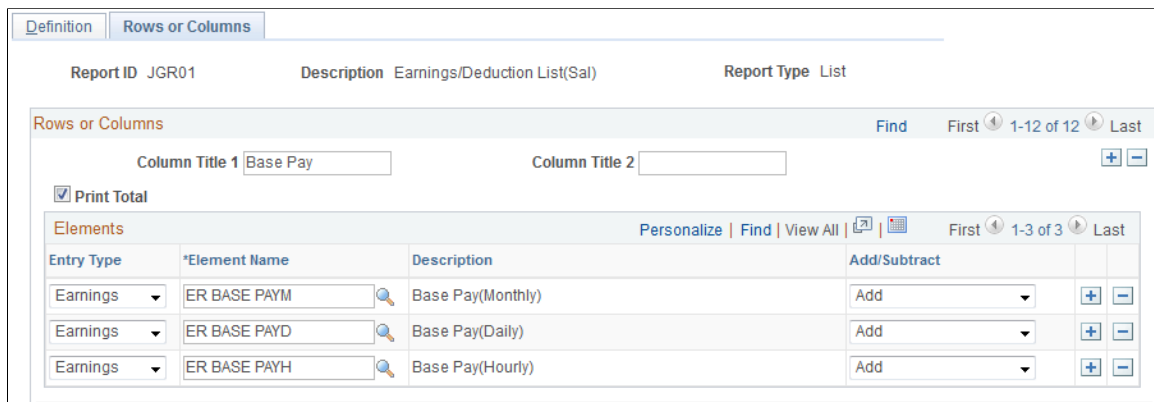 Definition Rows or Columns
Report ID JGR01 Description Earnings/Deduction List(Sal) Report Type List
Rows or Columns Find First 1-12 of 12 Last
Column Title 1 Base Pay Column Title 2
Print Total
Elements Personalize | Find | View All | | First 1-3 of 3 Last
Entry Type *Element Name Description Add/Subtract
Earnings ER BASE PAYM Base Pay(Monthly) Add
Earnings ER BASE PAYD Base Pay(Daily) Add
Earnings ER BASE PAYH Base Pay(Hourly) Add